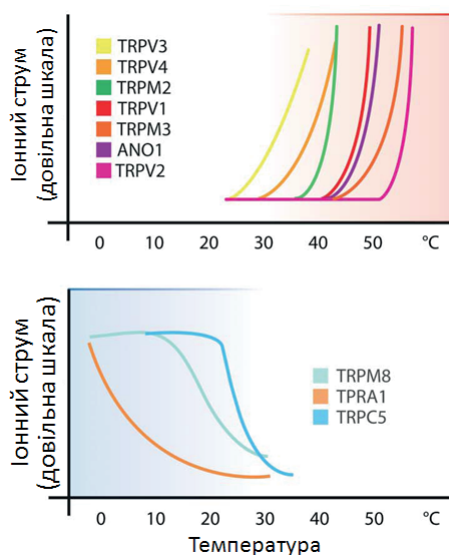 Іонний струм
(довільна шкала)
TRPV3
TRPV4
TRPM2
TRPV1
TRPM3
ANO1
TRPV2
0 10 20 30 40 50 °C
Іонний струм
(довільна шкала)
TRPM8
TPRA1
TRPC5
0 10 20 30 40 50 °C
Температура